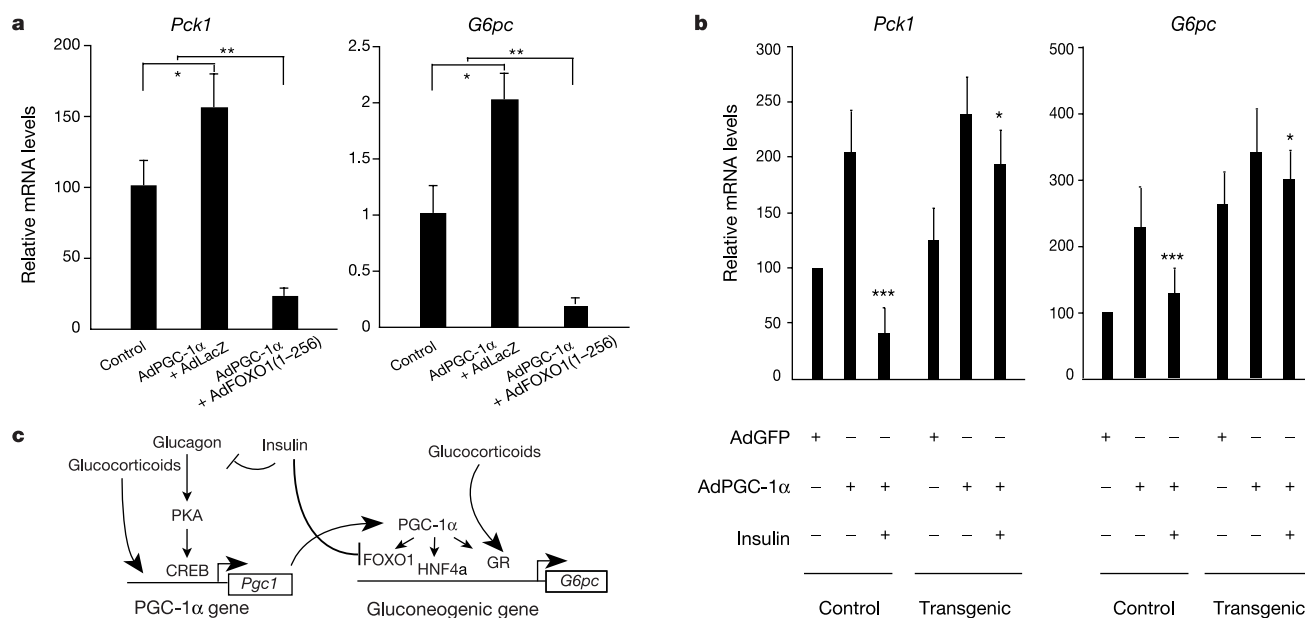 a
Pck1
G6pc
Relative mRNA levels
200
150
100
50
0
*
**
2.5
2
1.5
1
0.5
0
*
**
Control
AdPGC-1α
+ AdLacZ
AdPGC-1α
+ AdFOXO1(1–256)
Control
AdPGC-1α
+ AdLacZ
AdPGC-1α
+ AdFOXO1(1–256)
b
Pck1
G6pc
Relative mRNA levels
300
250
200
150
100
50
0
***
*
500
400
300
200
100
0
***
*
AdGFP + – – + – – + – – + – –
AdPGC-1α – + + – + + – + + – + +
Insulin – – + – – + – – + – – +
Control Transgenic Control Transgenic
c
Glucagon
Insulin
Glucocorticoids
Glucocorticoids
PKA
PGC-1α
CREB
FOXO1
HNF4a
GR
Pgc1
G6pc
PGC-1α gene
Gluconeogenic gene